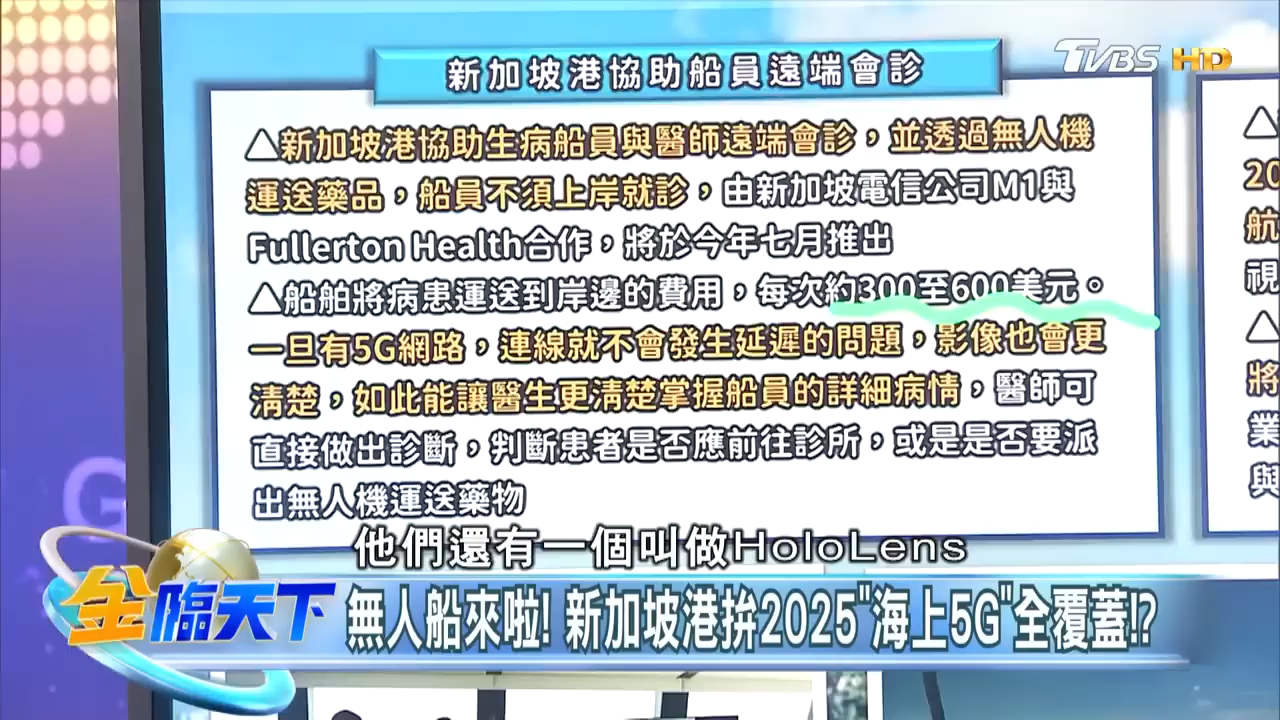 TVBS HD
新加坡港協助船員遠端會診
△新加坡港協助生病船員與醫師遠端會診，並透過無人機
運送藥品，船員不須上岸就診，由新加坡電信公司M1與
Fullerton Health合作，將於今年七月推出
△船舶將病患運送到岸邊的費用，每次約300至600美元。
一旦有5G網路，連線就不會發生延遲的問題，影像也會更
清楚，如此能讓醫生更清楚掌握船員的詳細病情，醫師可
直接做出診斷，判斷患者是否應前往診所，或是是否要派
出無人機運送藥物
△
20
航
視
△
將
業
與
G
他們還有一個叫做HoloLens
金臨天下
無人船來啦! 新加坡港拚2025"海上5G"全覆蓋!?